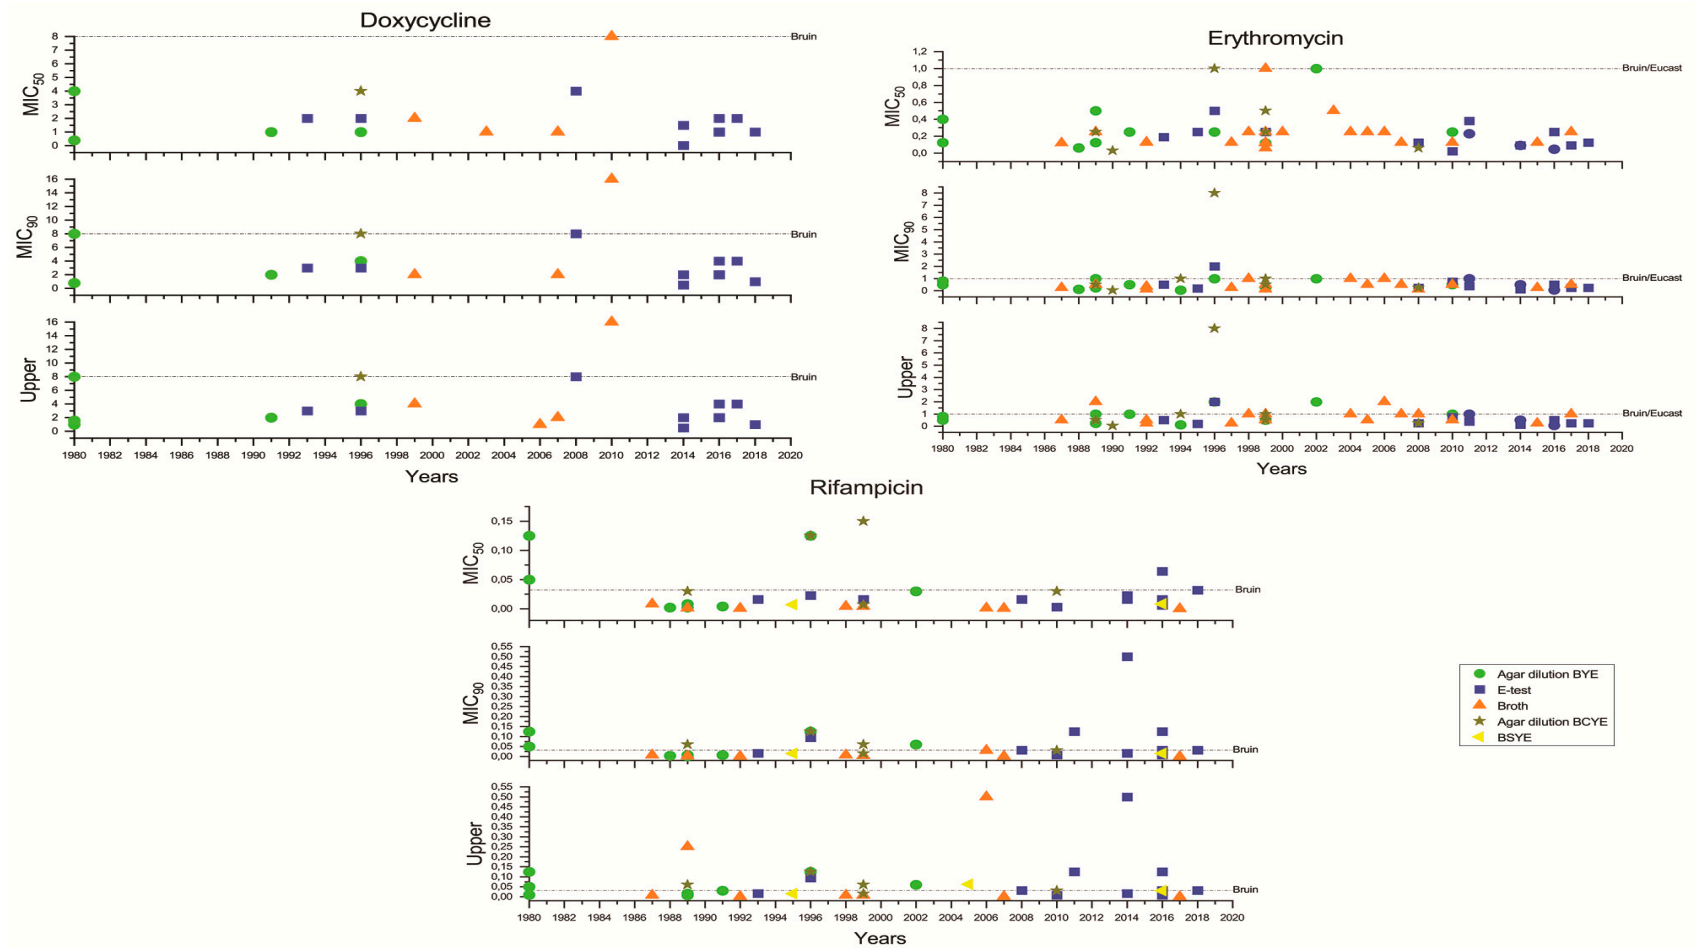 Doxycycline
8
7
6
5
4
3
2
1
0
MIC50
Bruin
16
14
12
10
8
6
4
2
0
MIC90
Bruin
16
14
12
10
8
6
4
2
0
Upper
Bruin
1980 1982 1984 1986 1988 1990 1992 1994 1996 1998 2000 2002 2004 2006 2008 2010 2012 2014 2016 2018 2020
Years
Erythromycin
1,2
1,0
0,8
0,6
0,4
0,2
0,0
MIC50
Bruin/Eucast
8
7
6
5
4
3
2
1
0
MIC90
Bruin/Eucast
8
7
6
5
4
3
2
1
0
Upper
Bruin/Eucast
1980 1982 1984 1986 1988 1990 1992 1994 1996 1998 2000 2002 2004 2006 2008 2010 2012 2014 2016 2018 2020
Years
Rifampicin
0,15
0,10
0,05
0,00
MIC50
Bruin
0,55
0,50
0,45
0,40
0,35
0,30
0,25
0,20
0,15
0,10
0,05
0,00
MIC90
Bruin
0,55
0,50
0,45
0,40
0,35
0,30
0,25
0,20
0,15
0,10
0,05
0,00
Upper
Bruin
1980 1982 1984 1986 1988 1990 1992 1994 1996 1998 2000 2002 2004 2006 2008 2010 2012 2014 2016 2018 2020
Years
Agar dilution BYE
E-test
Broth
Agar dilution BCYE
BSYE